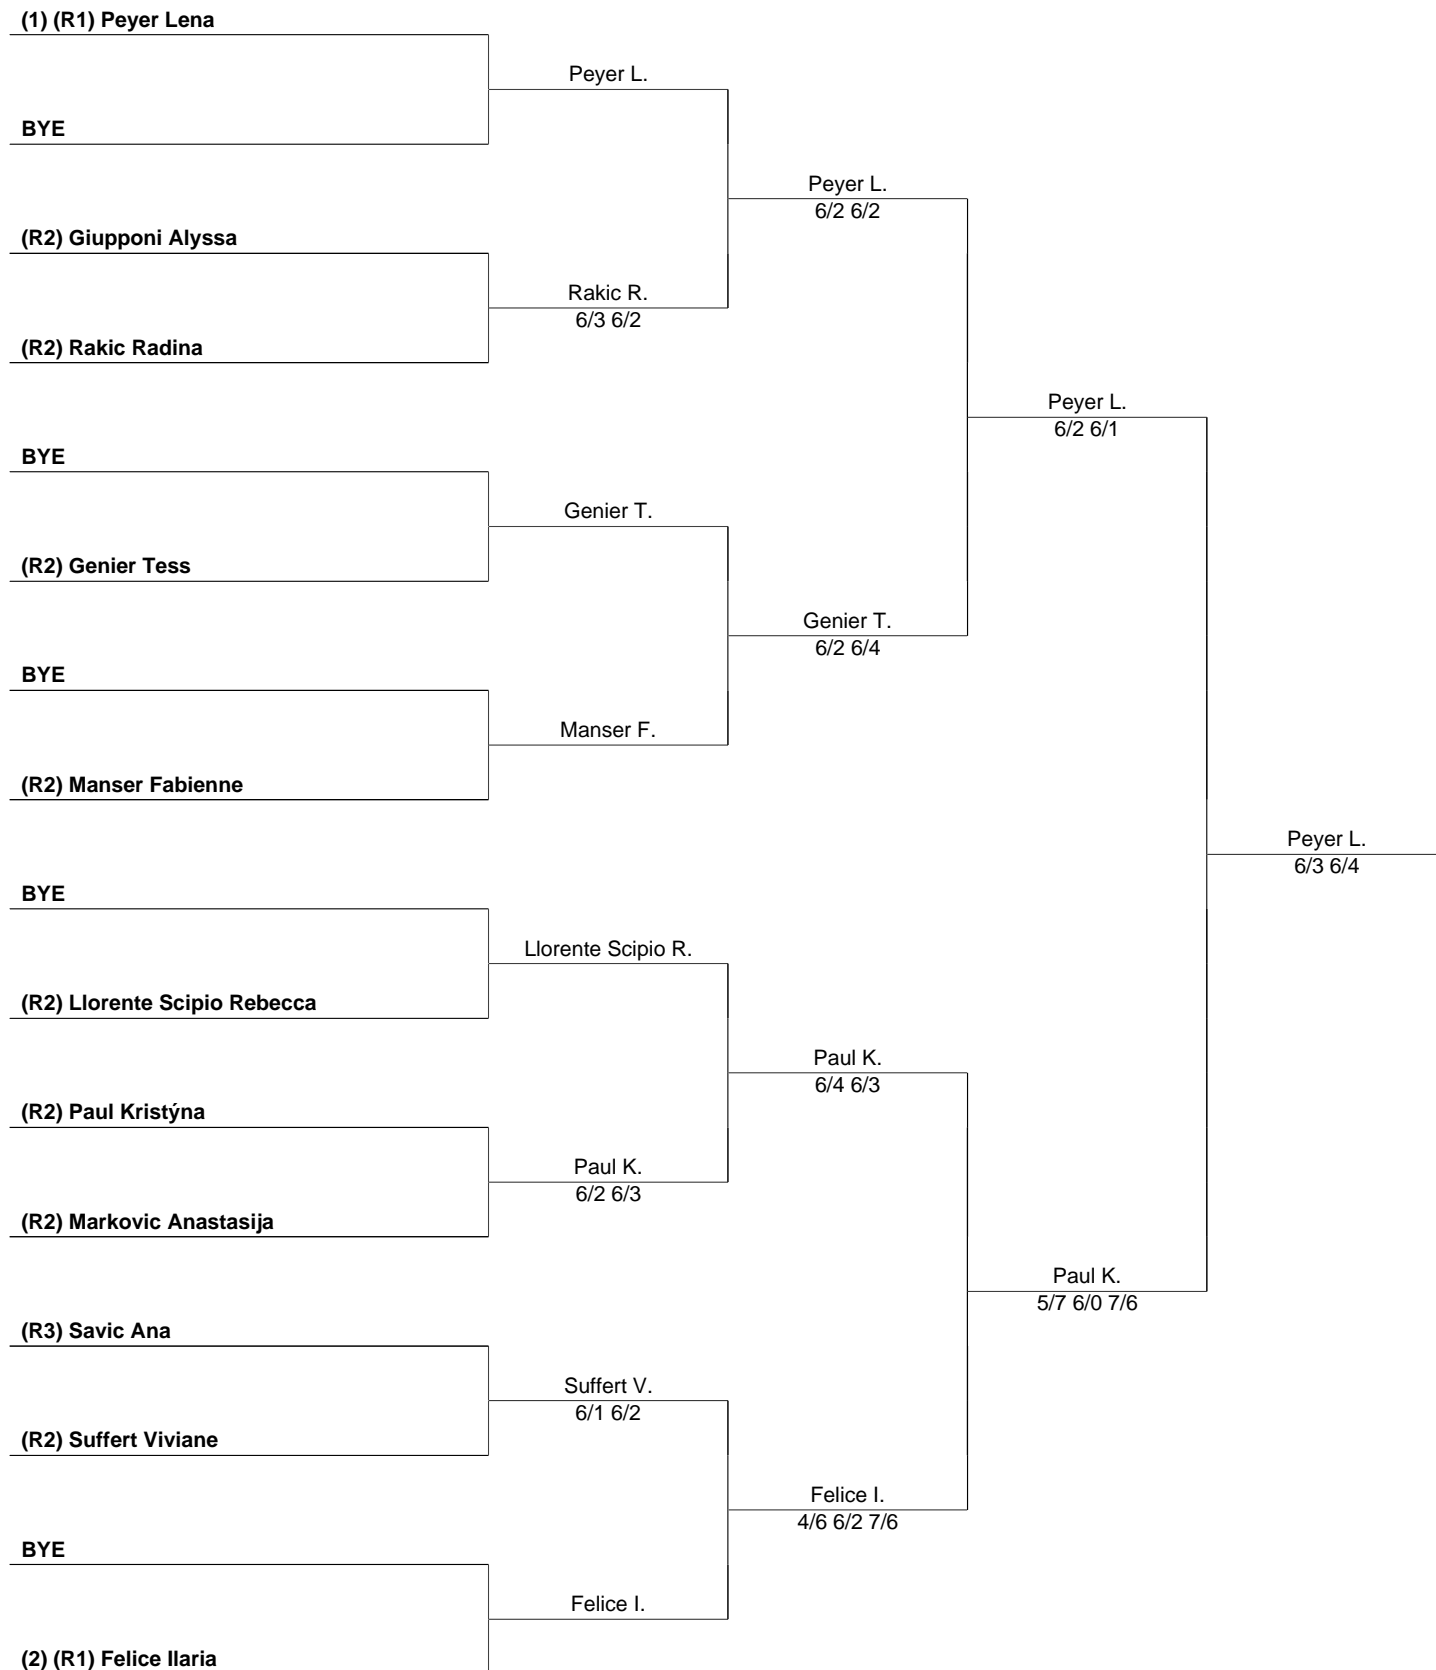 (1) (R1) Peyer Lena
Peyer L.
BYE
Peyer L.
6/2 6/2
(R2) Giupponi Alyssa
Rakic R.
6/3 6/2
(R2) Rakic Radina
Peyer L.
6/2 6/1
BYE
Genier T.
(R2) Genier Tess
Genier T.
6/2 6/4
BYE
Manser F.
(R2) Manser Fabienne
Peyer L.
6/3 6/4
BYE
Llorente Scipio R.
(R2) Llorente Scipio Rebecca
Paul K.
6/4 6/3
(R2) Paul Kristýna
Paul K.
6/2 6/3
(R2) Markovic Anastasija
Paul K.
5/7 6/0 7/6
(R3) Savic Ana
Suffert V.
6/1 6/2
(R2) Suffert Viviane
Felice I.
4/6 6/2 7/6
BYE
Felice I.
(2) (R1) Felice Ilaria